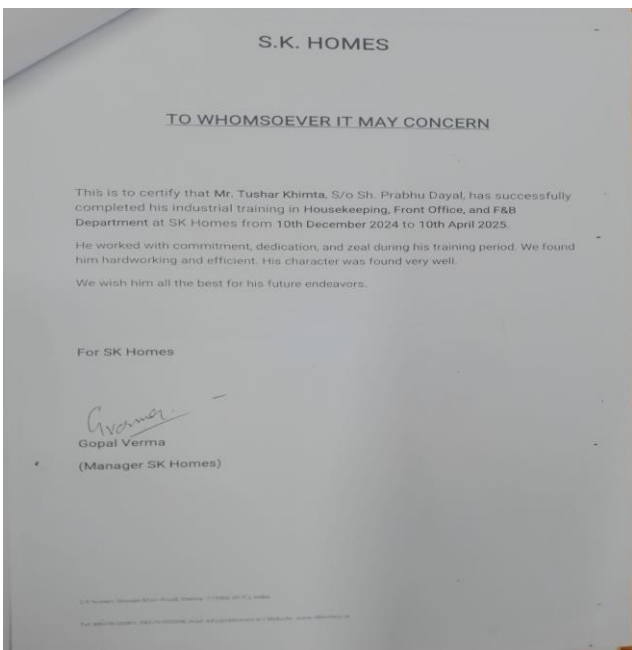 S.K. HOMES
TO WHOMSOEVER IT MAY CONCERN
This is to certify that Mr. Tushar Khimta, S/o Sh. Prabhu Dayal, has successfully
completed his industrial training in Housekeeping, Front Office, and F&B
Department at SK Homes from 10th December 2024 to 10th April 2025.
He worked with commitment, dedication, and zeal during his training period. We found
him hardworking and efficient. His character was found very well.
We wish him all the best for his future endeavors.
For SK Homes
GVerma
Gopal Verma
(Manager SK Homes)